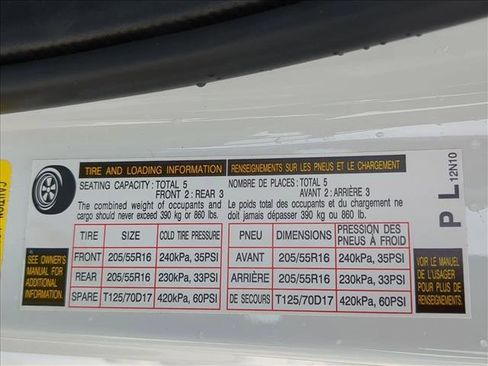 TIRE AND LOADING INFORMATION
SEATING CAPACITY: TOTAL 5
FRONT 2 : REAR 3
The combined weight of occupants and
cargo should never exceed 390 kg or 860 lbs.
RENSEIGNEMENTS SUR LES PNEUS ET LE CHARGEMENT
NOMBRE DE PLACES: TOTAL 5
AVANT 2 : ARRIÈRE 3
Le poids total des occupants et du chargement ne
doit jamais dépasser 390 kg ou 860 lb.
SEE OWNER'S
MANUAL FOR
ADDITIONAL
INFORMATION.
TIRE SIZE COLD TIRE PRESSURE
FRONT 205/55R16 240kPa, 35PSI
REAR 205/55R16 230kPa, 33PSI
SPARE T125/70D17 420kPa, 60PSI
PNEU DIMENSIONS PRESSION DES PNEUS À FROID
AVANT 205/55R16 240kPa, 35PSI
ARRIÈRE 205/55R16 230kPa, 33PSI
DE SECOURS T125/70D17 420kPa, 60PSI
VOIR LE MANUEL
DE L'USAGER
POUR PLUS DE
RENSEIGNEMENTS.
P L 12N10
CAUTION